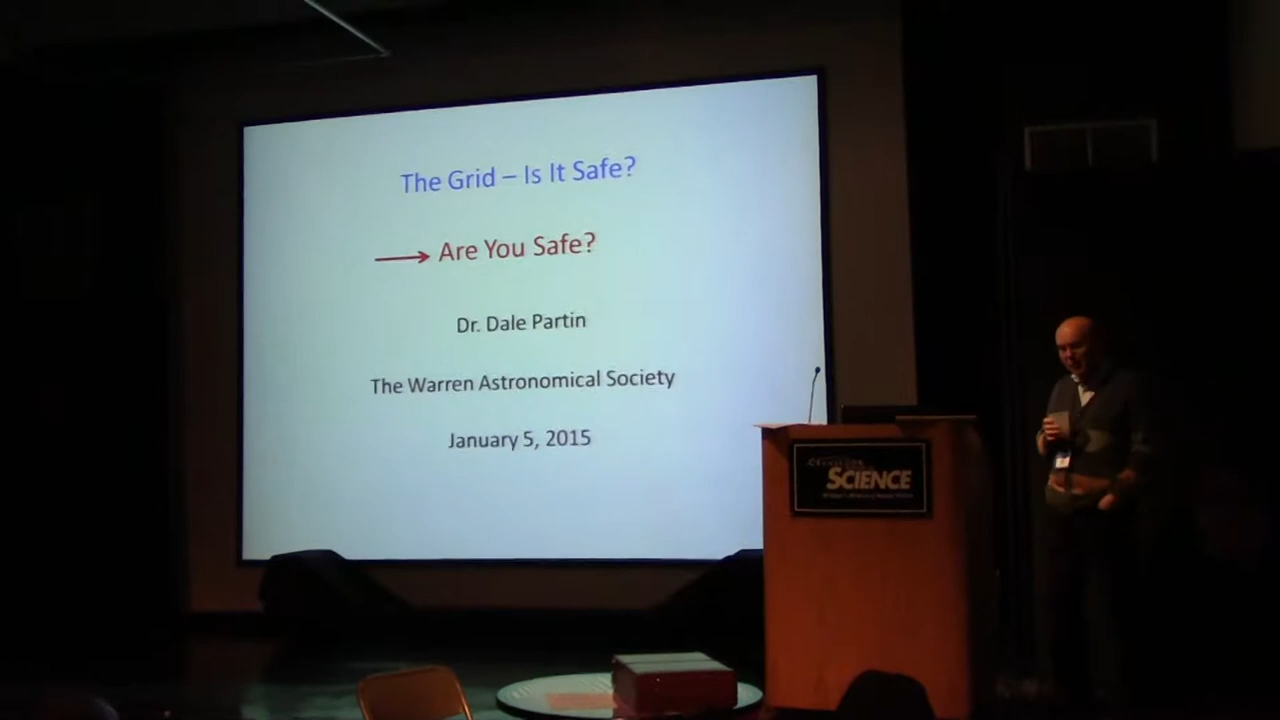 The Grid – Is It Safe?
Are You Safe?
Dr. Dale Partin
The Warren Astronomical Society
January 5, 2015
SCIENCE